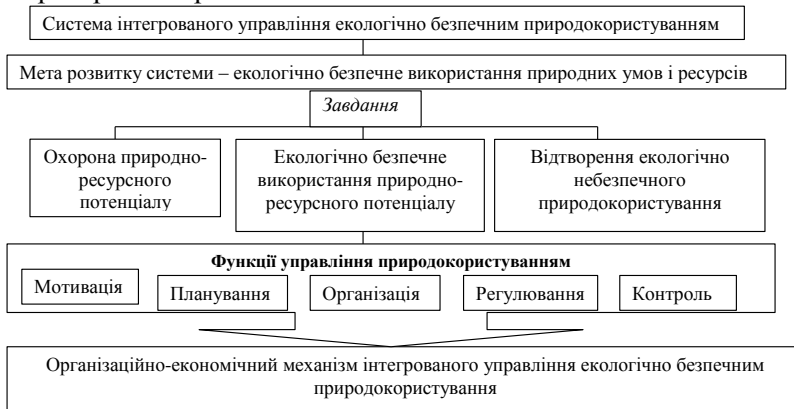 Система інтегрованого управління екологічно безпечним природокористуванням
Мета розвитку системи – екологічно безпечне використання природних умов і ресурсів
Завдання
Охорона природно-
ресурсного
потенціалу
Екологічно безпечне
використання природно-
ресурсного потенціалу
Відтворення екологічно
небезпечного
природокористування
Функції управління природокористуванням
Мотивація
Планування
Організація
Регулювання
Контроль
Організаційно-економічний механізм інтегрованого управління екологічно безпечним
природокористування